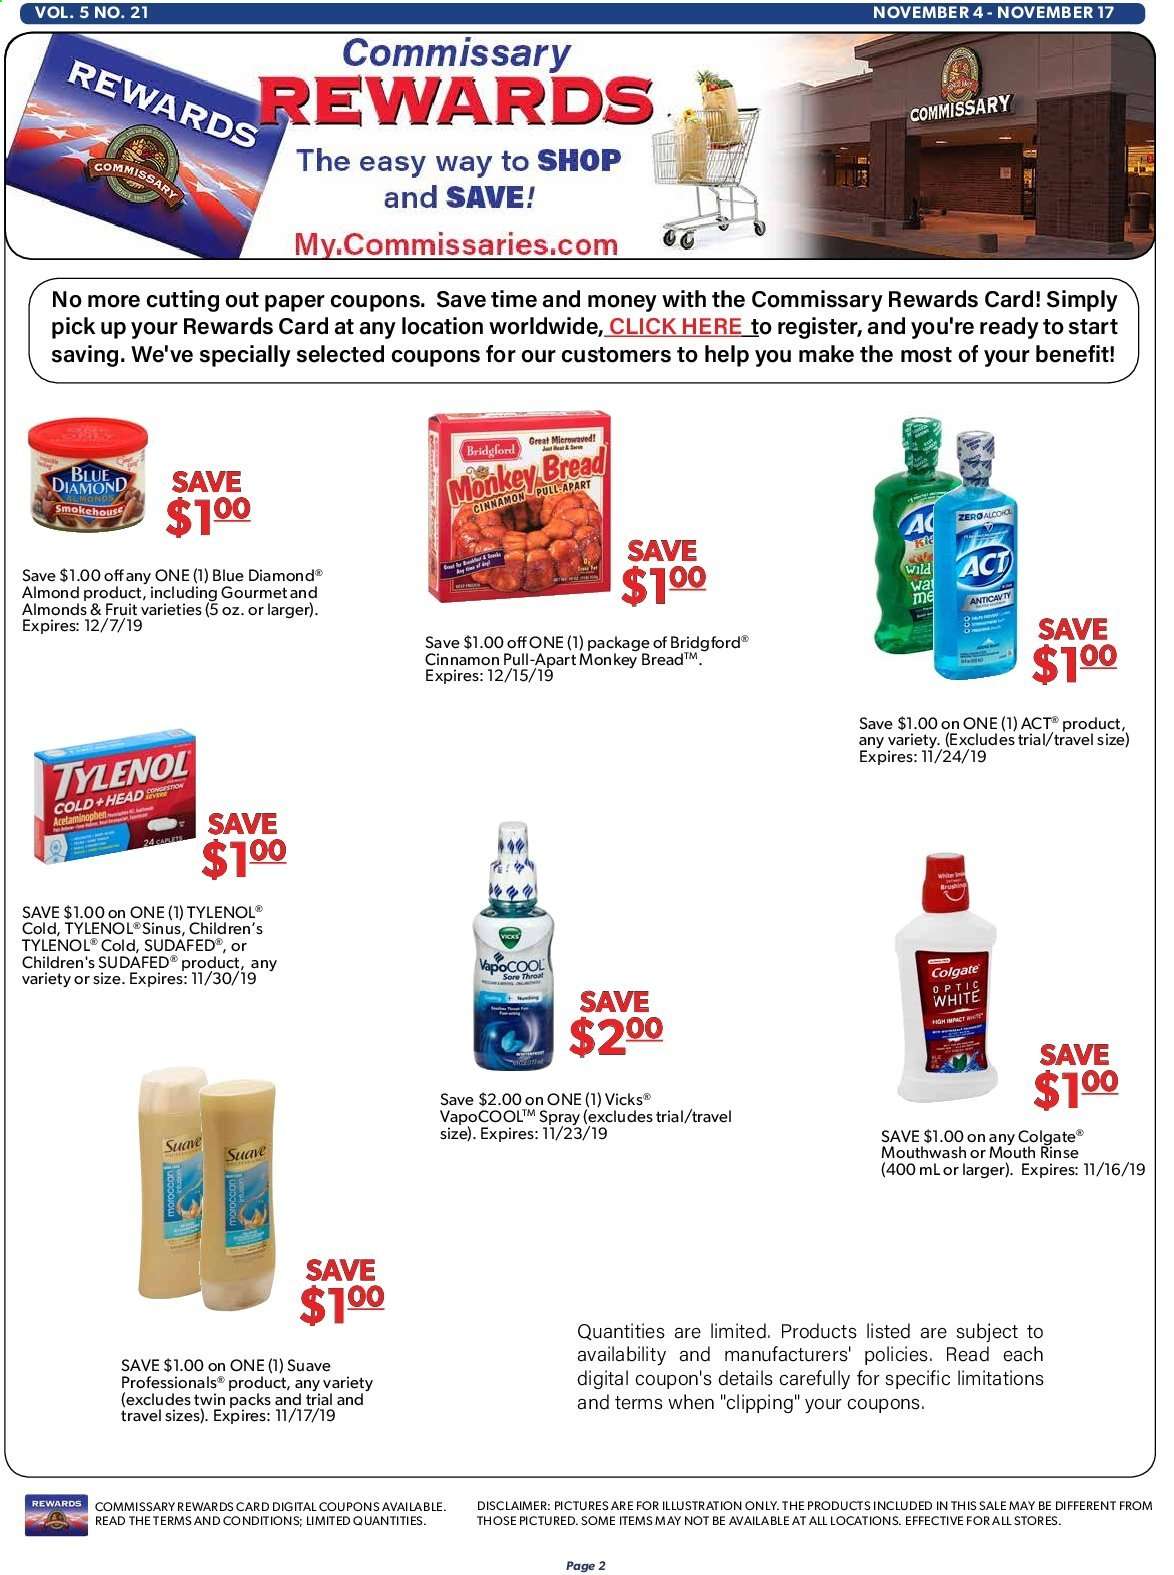 VOL. 5 NO. 21
NOVEMBER 4 - NOVEMBER 17
REWARDS
COMMISSARY
Commissary
REWARDS
The easy way to SHOP
and SAVE!
My.Commissaries.com
COMMISSARY
No more cutting out paper coupons. Save time and money with the Commissary Rewards Card! Simply
pick up your Rewards Card at any location worldwide, CLICK HERE to register, and you're ready to start
saving. We've specially selected coupons for our customers to help you make the most of your benefit!
BLUE
DIAMOND
ALMONDS
Smokehouse
SAVE
$1.00
Save $1.00 off any ONE (1) Blue Diamond®
Almond product, including Gourmet and
Almonds & Fruit varieties (5 oz. or larger).
Expires: 12/7/19
Bridgford
Great Microwaved!
Just Heat & Serve
Monkey Bread
CINNAMON PULL-APART
SAVE
$1.00
Save $1.00 off ONE (1) package of Bridgford®
Cinnamon Pull-Apart Monkey Bread™.
Expires: 12/15/19
ZERO ALCOHOL
ACT
ANTICAVITY
SAVE
$1.00
Save $1.00 on ONE (1) ACT® product,
any variety. (Excludes trial/travel size)
Expires: 11/24/19
TYLENOL
COLD + HEAD
CONGESTION
SEVERE
Acetaminophen
24 CAPLETS
SAVE
$1.00
SAVE $1.00 on ONE (1) TYLENOL®
Cold, TYLENOL® Sinus, Children's
TYLENOL® Cold, SUDAFED®, or
Children's SUDAFED® product, any
variety or size. Expires: 11/30/19
VICKS
VapoCOOL
Sore Throat
SAVE
$2.00
Save $2.00 on ONE (1) Vicks®
VapoCOOL™ Spray (excludes trial/travel
size). Expires: 11/23/19
Colgate
OPTIC
WHITE
HIGH IMPACT WHITE
SAVE
$1.00
SAVE $1.00 on any Colgate®
Mouthwash or Mouth Rinse
(400 mL or larger). Expires: 11/16/19
Suave
moroccan
infusion
Suave
moroccan
infusion
SAVE
$1.00
SAVE $1.00 on ONE (1) Suave
Professionals® product, any variety
(excludes twin packs and trial and
travel sizes). Expires: 11/17/19
Quantities are limited. Products listed are subject to
availability and manufacturers' policies. Read each
digital coupon's details carefully for specific limitations
and terms when "clipping" your coupons.
REWARDS
COMMISSARY REWARDS CARD DIGITAL COUPONS AVAILABLE.
READ THE TERMS AND CONDITIONS; LIMITED QUANTITIES.
DISCLAIMER: PICTURES ARE FOR ILLUSTRATION ONLY. THE PRODUCTS INCLUDED IN THIS SALE MAY BE DIFFERENT FROM
THOSE PICTURED. SOME ITEMS MAY NOT BE AVAILABLE AT ALL LOCATIONS. EFFECTIVE FOR ALL STORES.
Page 2